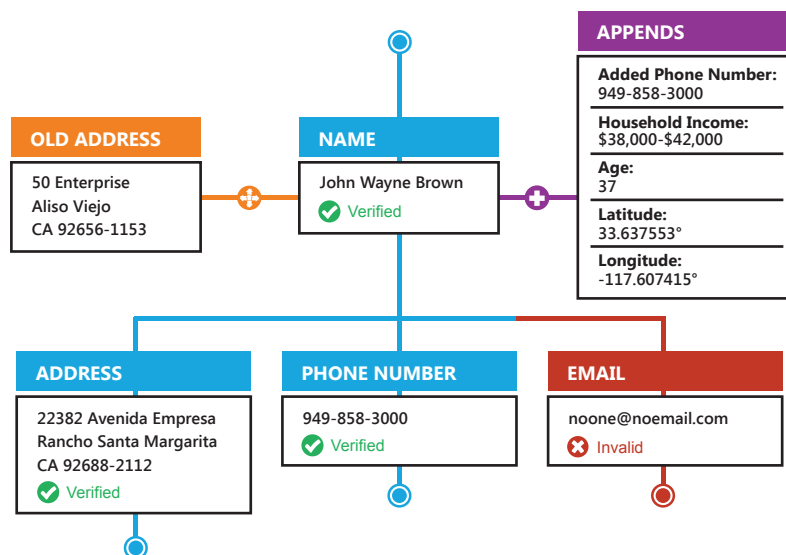 APPENDS
Added Phone Number:
949-858-3000
Household Income:
$38,000-$42,000
Age:
37
Latitude:
33.637553°
Longitude:
-117.607415°
OLD ADDRESS
50 Enterprise
Aliso Viejo
CA 92656-1153
NAME
John Wayne Brown
Verified
ADDRESS
22382 Avenida Empresa
Rancho Santa Margarita
CA 92688-2112
Verified
PHONE NUMBER
949-858-3000
Verified
EMAIL
noone@noemail.com
Invalid